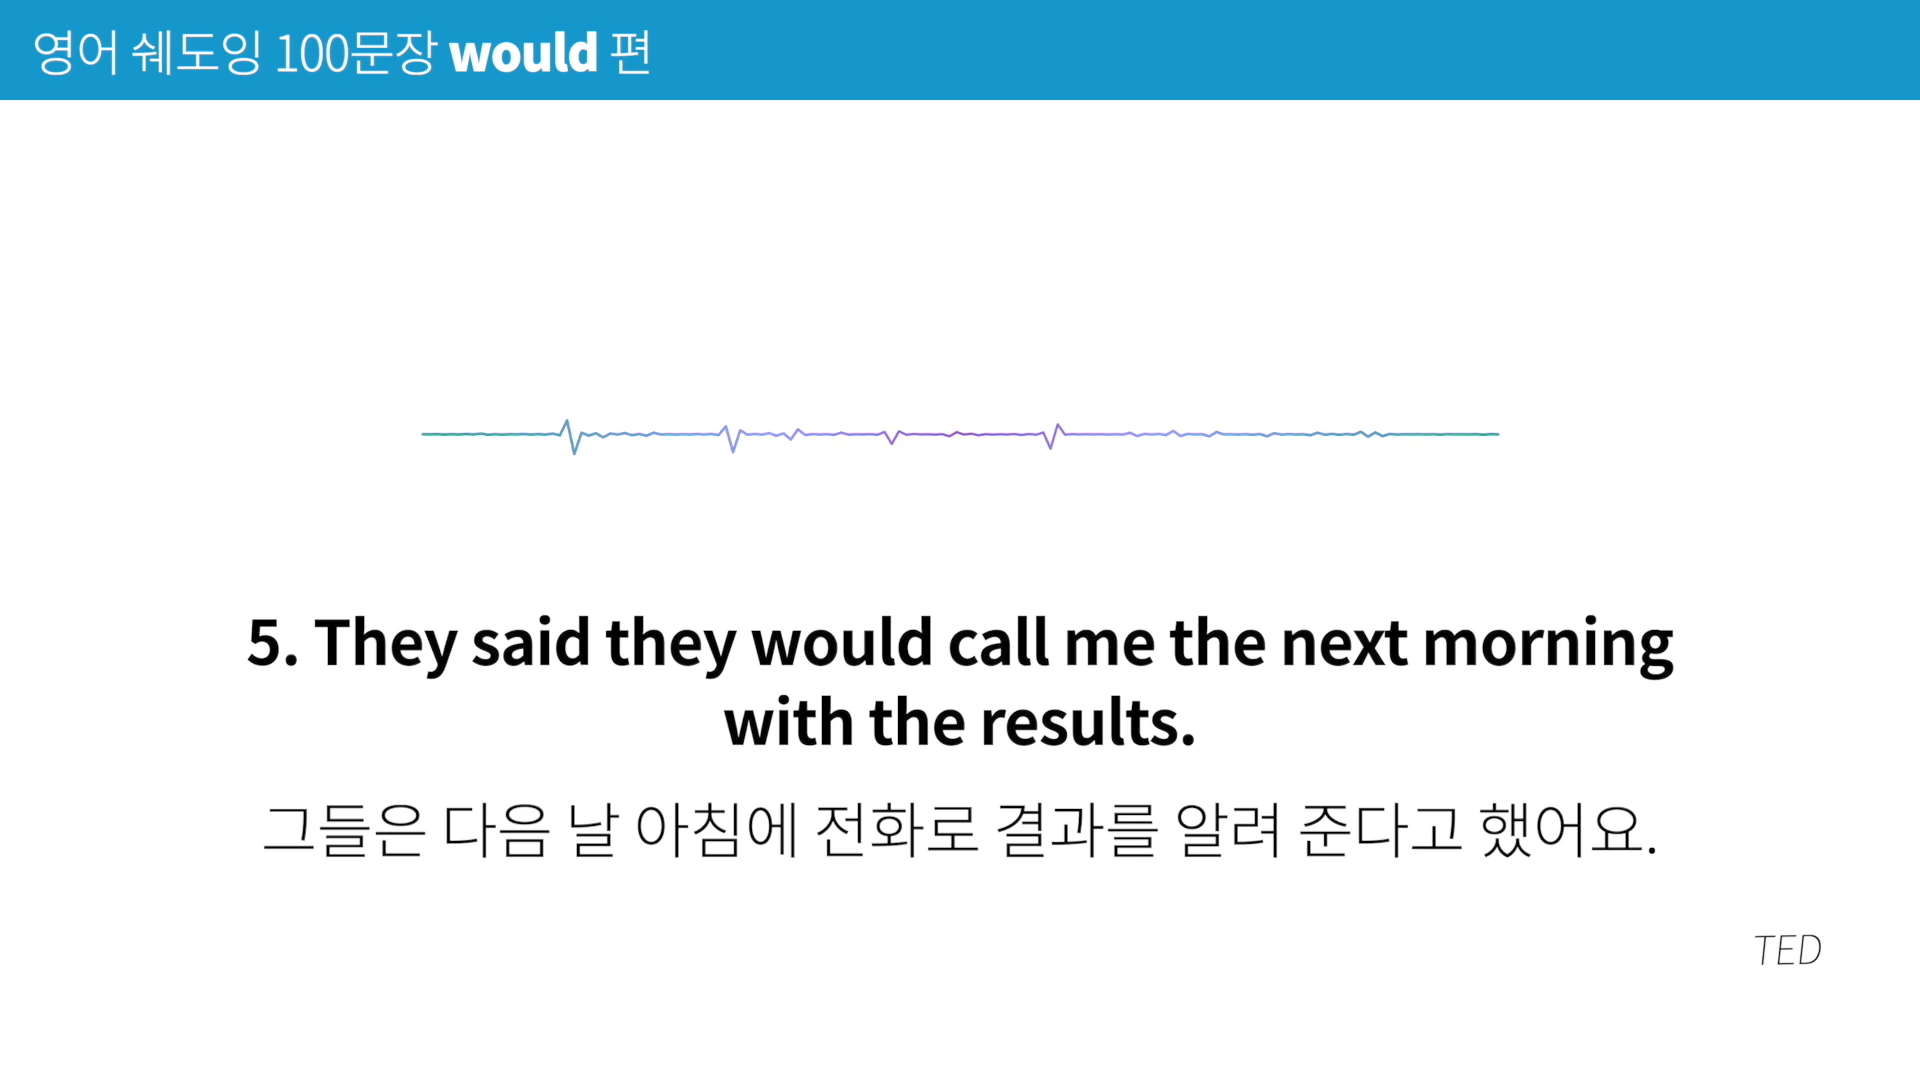 영어 쉐도잉 100문장 would 편
5. They said they would call me the next morning
with the results.
그들은 다음 날 아침에 전화로 결과를 알려 준다고 했어요.
TED